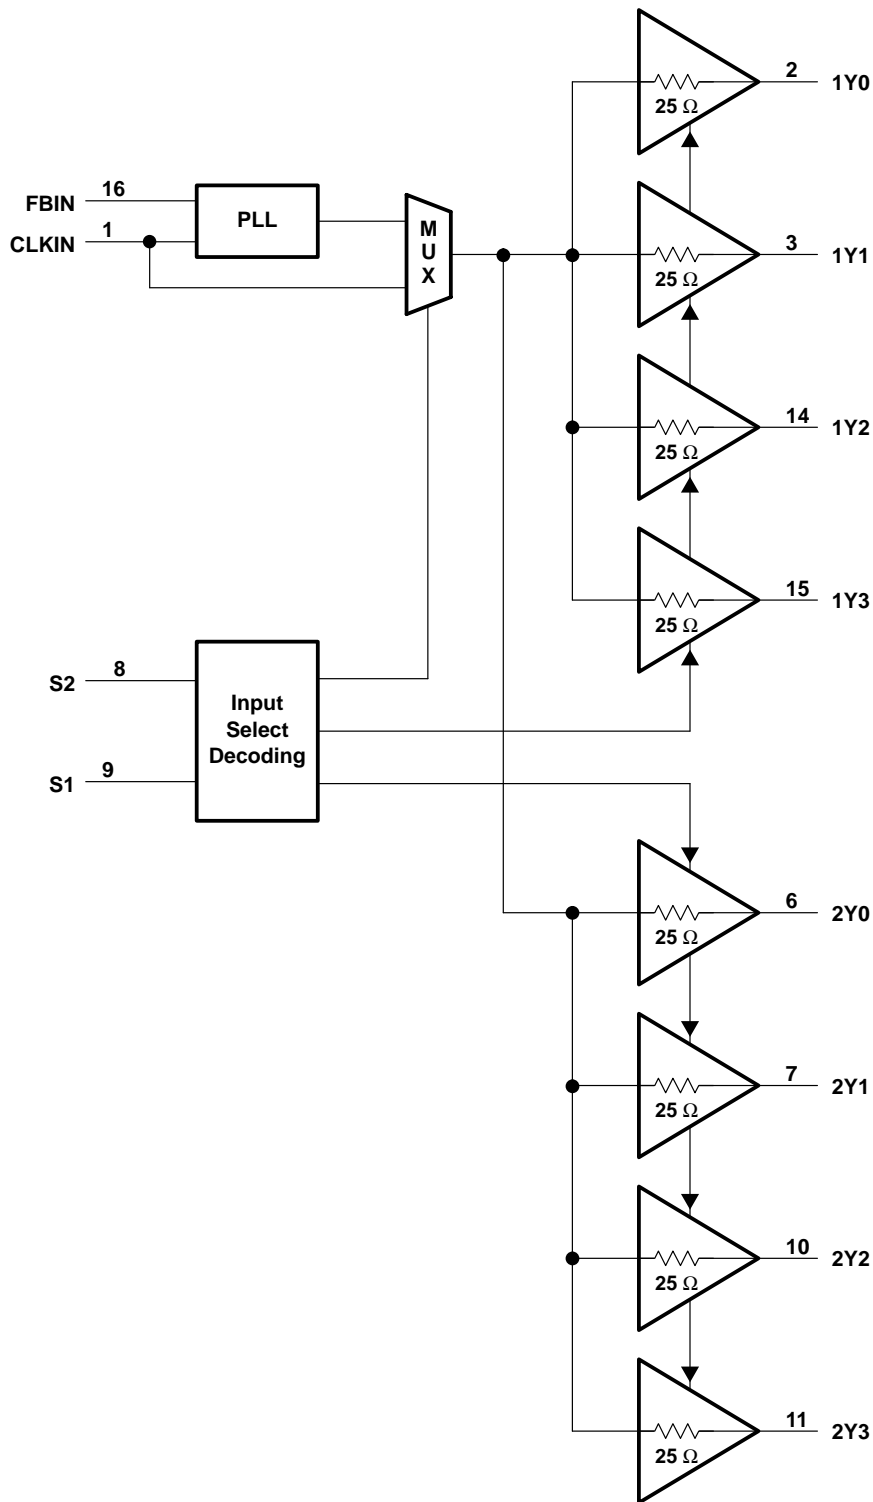 2
1Y0
25 Ω
FBIN
16
PLL
CLKIN
1
M
U
X
3
1Y1
25 Ω
14
1Y2
25 Ω
15
1Y3
25 Ω
S2
8
Input
Select
Decoding
S1
9
6
2Y0
25 Ω
7
2Y1
25 Ω
10
2Y2
25 Ω
11
2Y3
25 Ω